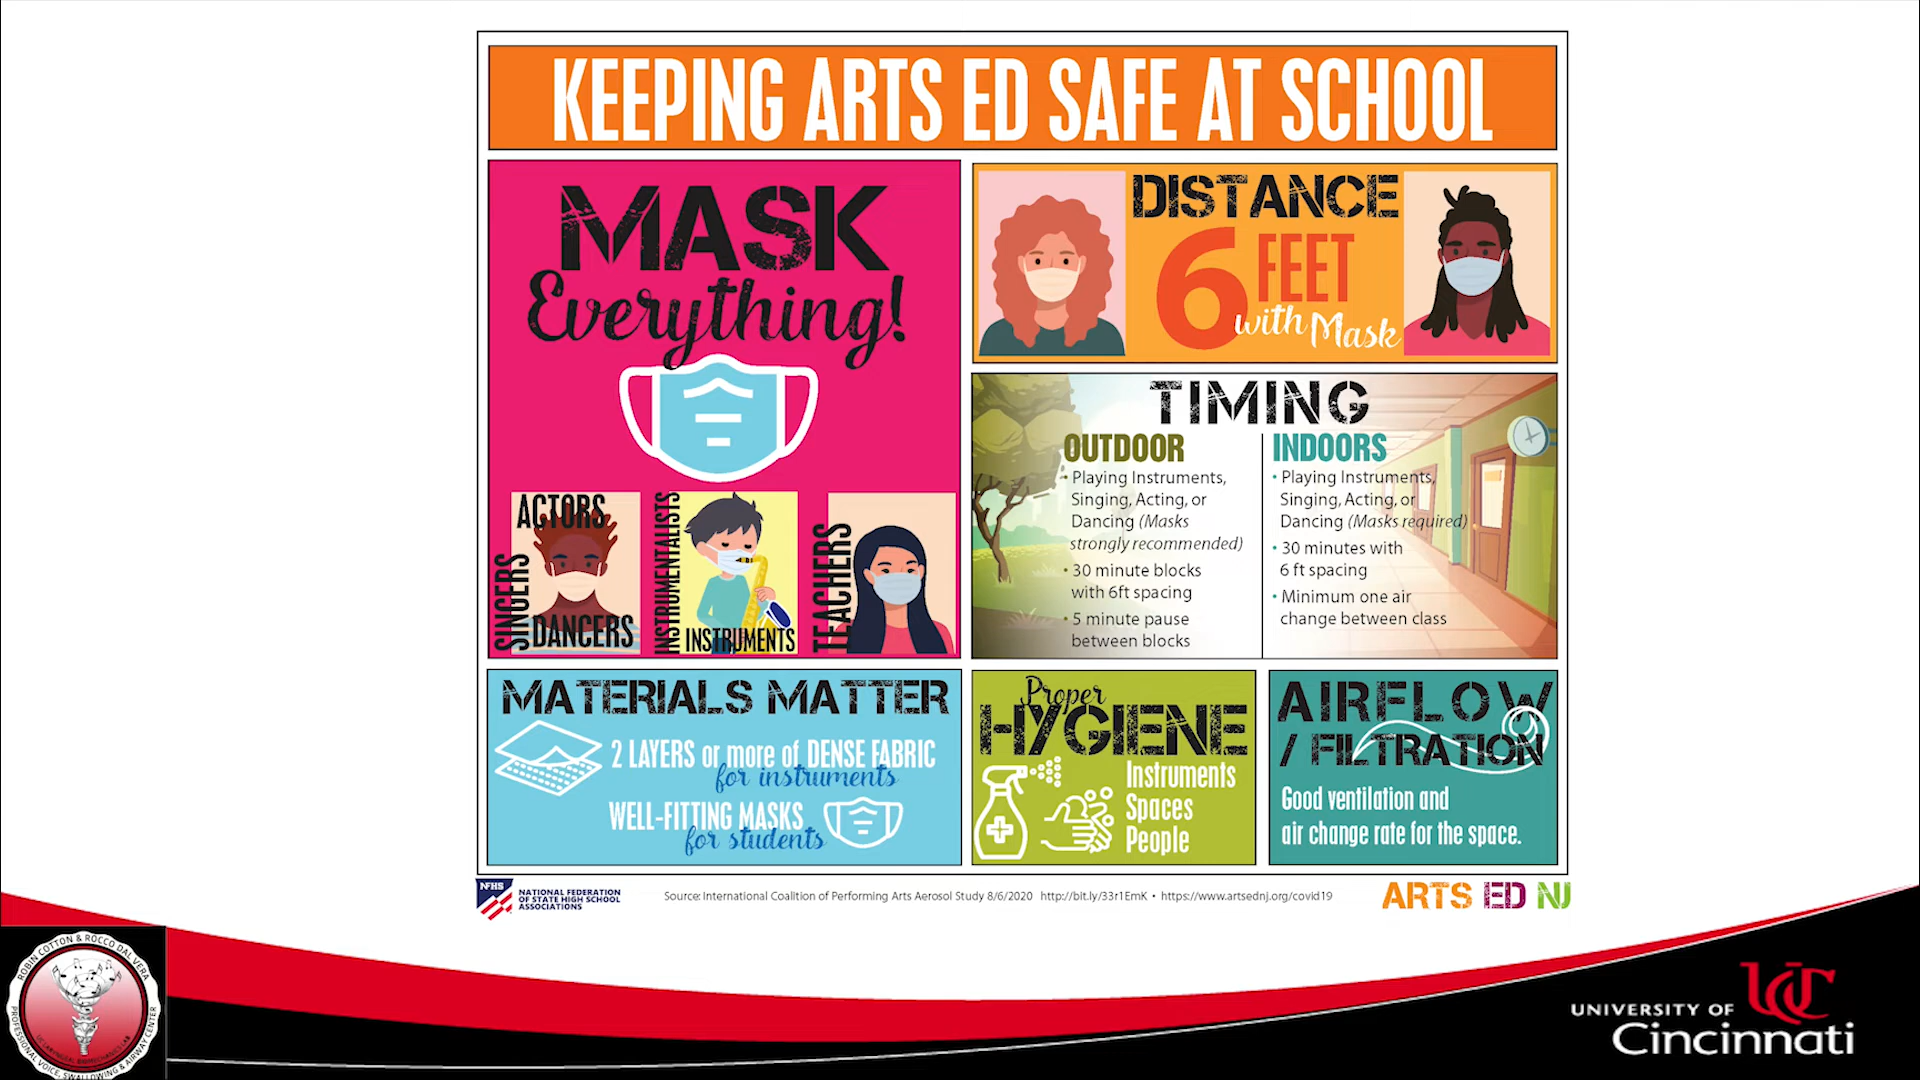 KEEPING ARTS ED SAFE AT SCHOOL
MASK
Everything!
ACTORS
SINGERS
DANCERS
INSTRUMENTALISTS
INSTRUMENTS
TEACHERS
DISTANCE
6 FEET
with Mask
TIMING
OUTDOOR
• Playing Instruments,
Singing, Acting, or
Dancing (Masks
strongly recommended)
• 30 minute blocks
with 6ft spacing
• 5 minute pause
between blocks
INDOORS
• Playing Instruments,
Singing, Acting, or
Dancing (Masks required)
• 30 minutes with
6 ft spacing
• Minimum one air
change between class
MATERIALS MATTER
2 LAYERS or more of DENSE FABRIC
for instruments
WELL-FITTING MASKS
for students
Proper
HYGIENE
Instruments
Spaces
People
AIRFLOW
/ FILTRATION
Good ventilation and
air change rate for the space.
NFHS
NATIONAL FEDERATION
OF STATE HIGH SCHOOL
ASSOCIATIONS
Source: International Coalition of Performing Arts Aerosol Study 8/6/2020 http://bit.ly/33r1EmK • https://www.artsednj.org/covid19
ARTS ED NJ
ROBIN COTTON & ROCCO DAL VERA
PROFESSIONAL VOICE, SWALLOWING & AIRWAY CENTER
UC
UNIVERSITY OF
Cincinnati